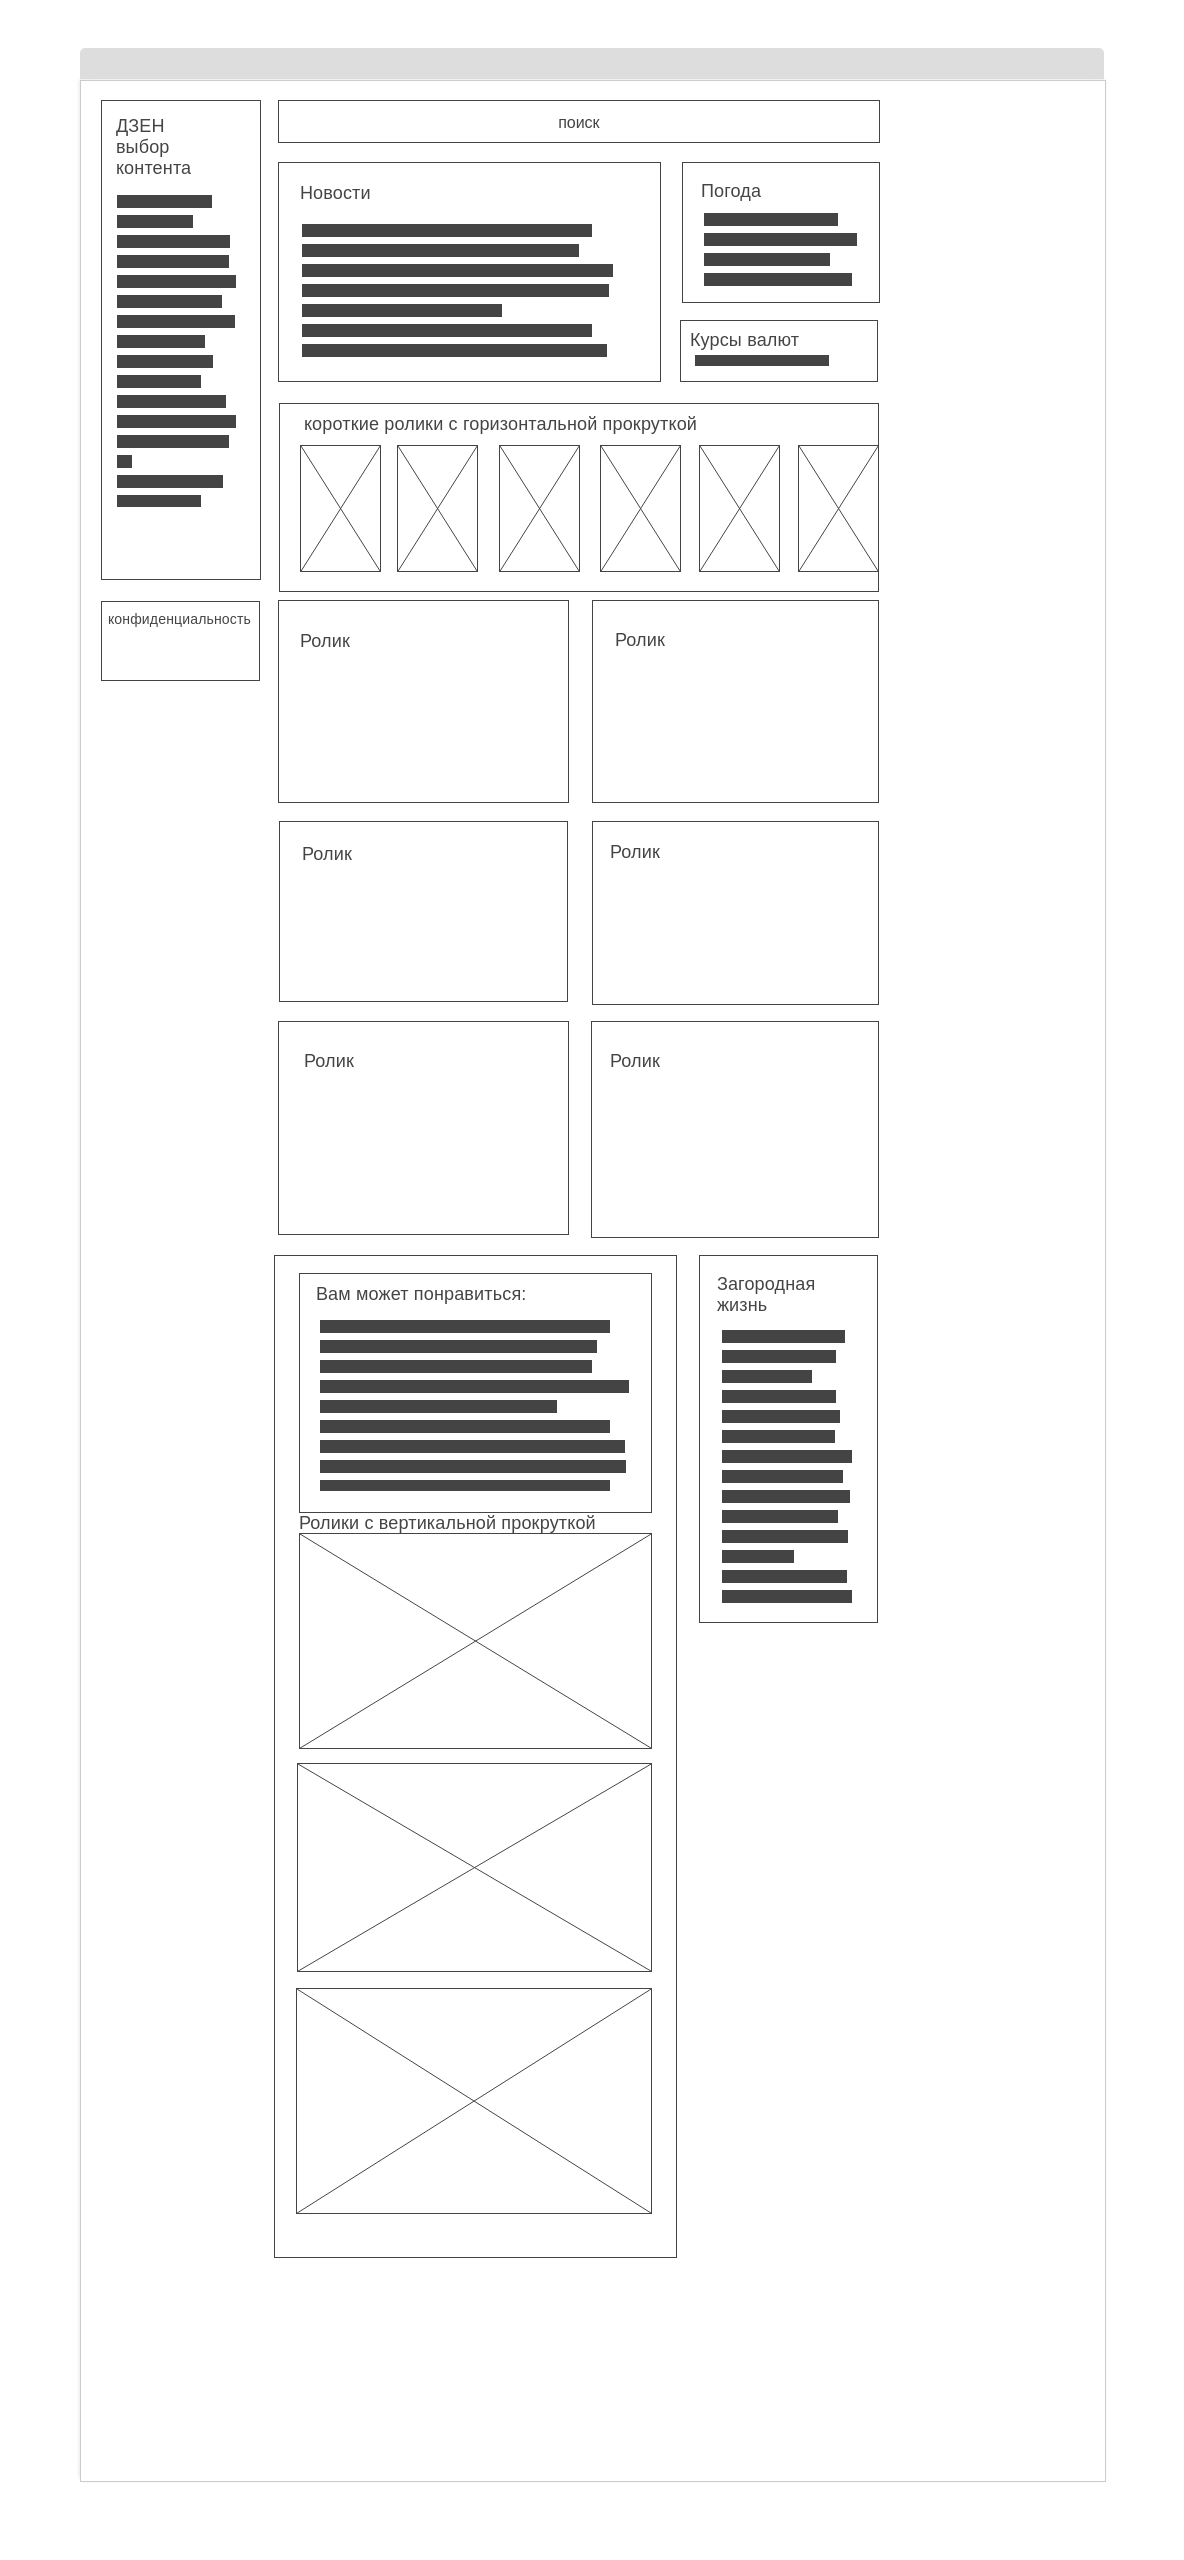 ДЗЕН
выбор
контента
поиск
Новости
Погода
Курсы валют
короткие ролики с горизонтальной прокруткой
конфиденциальность
Ролик
Ролик
Ролик
Ролик
Ролик
Ролик
Вам может понравиться:
Загородная
жизнь
Ролики с вертикальной прокруткой